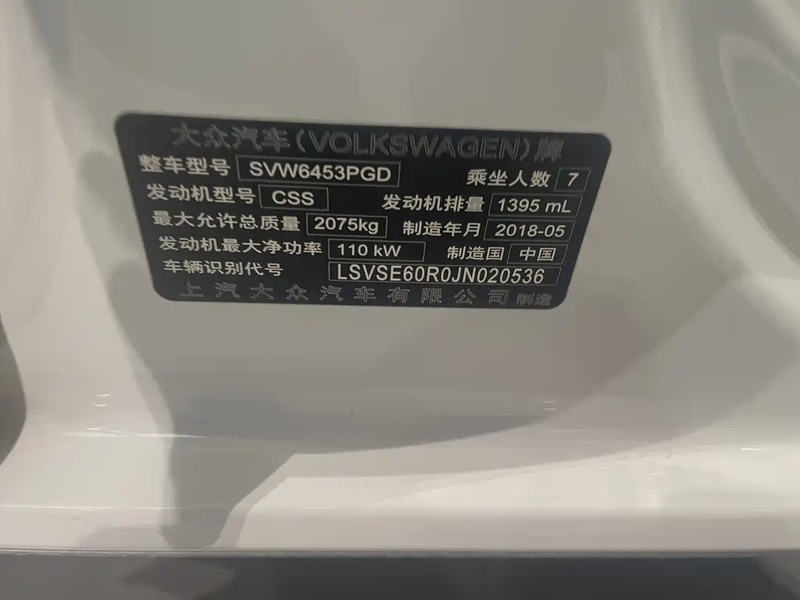 大众汽车(VOLKSWAGEN)牌
整车型号 SVW6453PGD 乘坐人数 7
发动机型号 CSS 发动机排量 1395 mL
最大允许总质量 2075kg 制造年月 2018-05
发动机最大净功率 110 kW 制造国 中国
车辆识别代号 LSVSE60R0JN020536
上汽大众汽车有限公司 制造